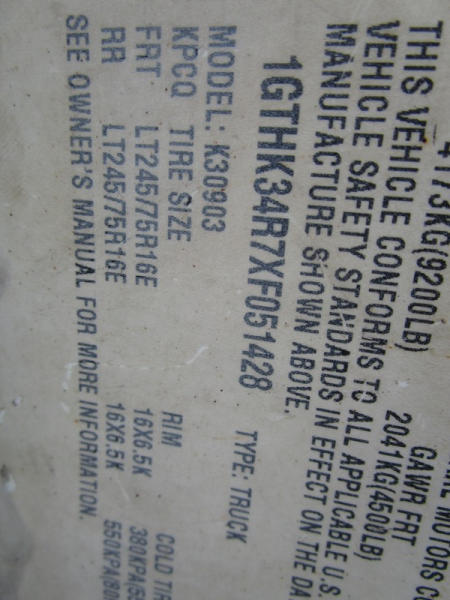 MOTORS
GAWR FRT
4173KG(9200LB) 2041KG(4500LB)
THIS VEHICLE CONFORMS TO ALL APPLICABLE U.S.
VEHICLE SAFETY STANDARDS IN EFFECT ON THE
MANUFACTURE SHOWN ABOVE.
1GTHK34R7XF051428 TYPE: TRUCK
MODEL: K30903
KPCQ TIRE SIZE RIM COLD
FRT LT245/75R16E 16X6.5K 380KPA(
RR LT245/75R16E 16X6.5K 550KPA(80
SEE OWNER'S MANUAL FOR MORE INFORMATION.